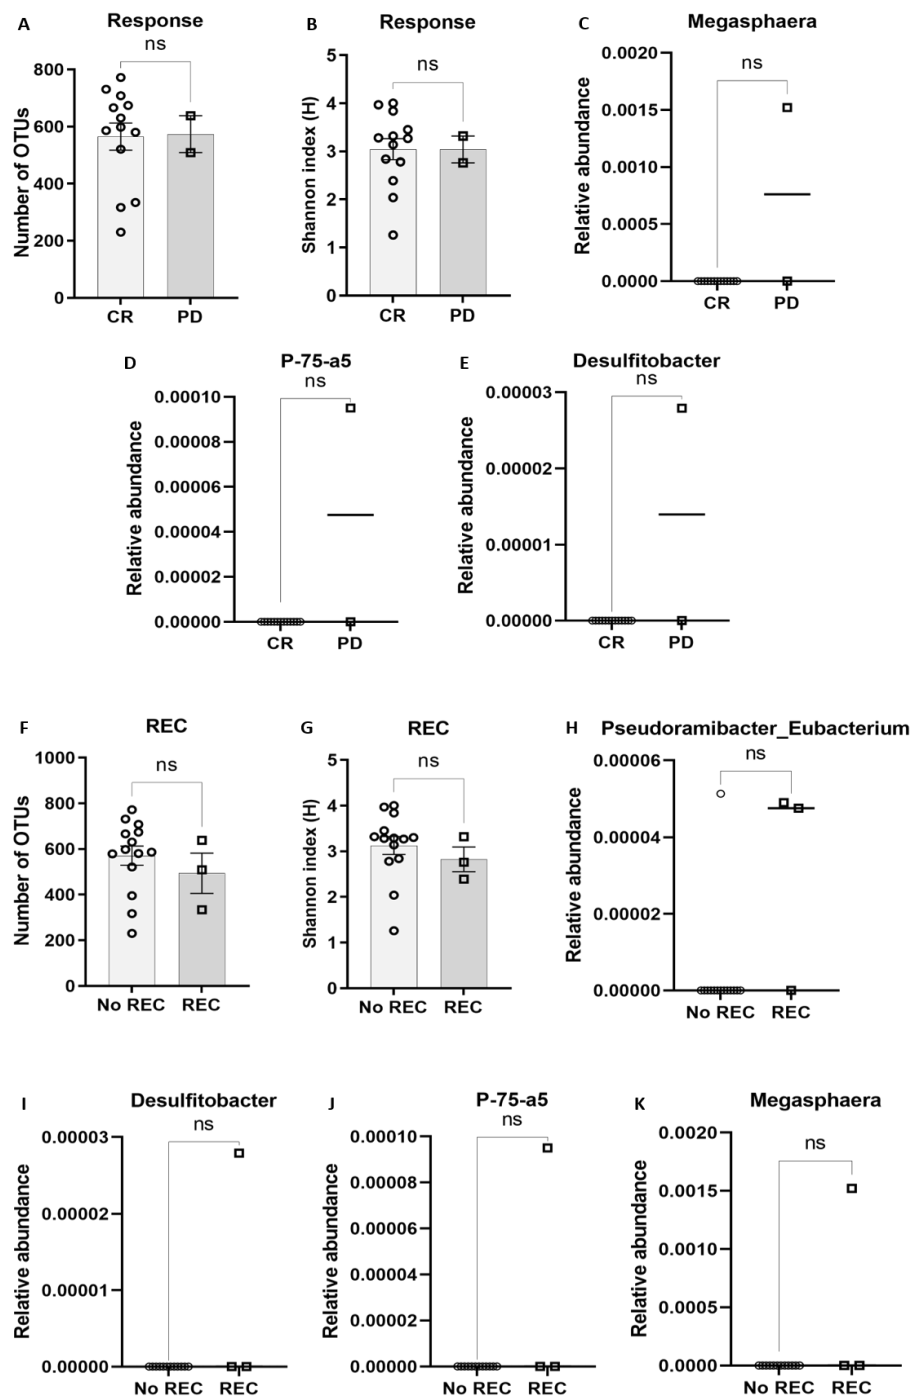 A
Response
ns
Number of OTUs
800
600
400
200
0
CR
PD
B
Response
ns
Shannon index (H)
5
4
3
2
1
0
CR
PD
C
Megasphaera
ns
Relative abundance
0.0020
0.0015
0.0010
0.0005
0.0000
CR
PD
D
P-75-a5
ns
Relative abundance
0.00010
0.00008
0.00006
0.00004
0.00002
0.00000
CR
PD
E
Desulfitobacter
ns
Relative abundance
0.00003
0.00002
0.00001
0.00000
CR
PD
F
REC
ns
Number of OTUs
1000
800
600
400
200
0
No REC
REC
G
REC
ns
Shannon index (H)
5
4
3
2
1
0
No REC
REC
H
Pseudoramibacter_Eubacterium
ns
Relative abundance
0.00006
0.00004
0.00002
0.00000
No REC
REC
I
Desulfitobacter
ns
Relative abundance
0.00003
0.00002
0.00001
0.00000
No REC
REC
J
P-75-a5
ns
Relative abundance
0.00010
0.00008
0.00006
0.00004
0.00002
0.00000
No REC
REC
K
Megasphaera
ns
Relative abundance
0.0020
0.0015
0.0010
0.0005
0.0000
No REC
REC